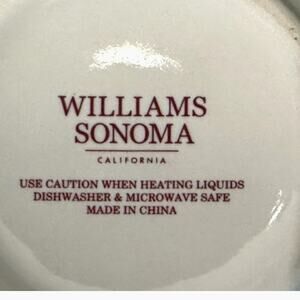 WILLIAMS
SONOMA
CALIFORNIA
USE CAUTION WHEN HEATING LIQUIDS
DISHWASHER & MICROWAVE SAFE
MADE IN CHINA